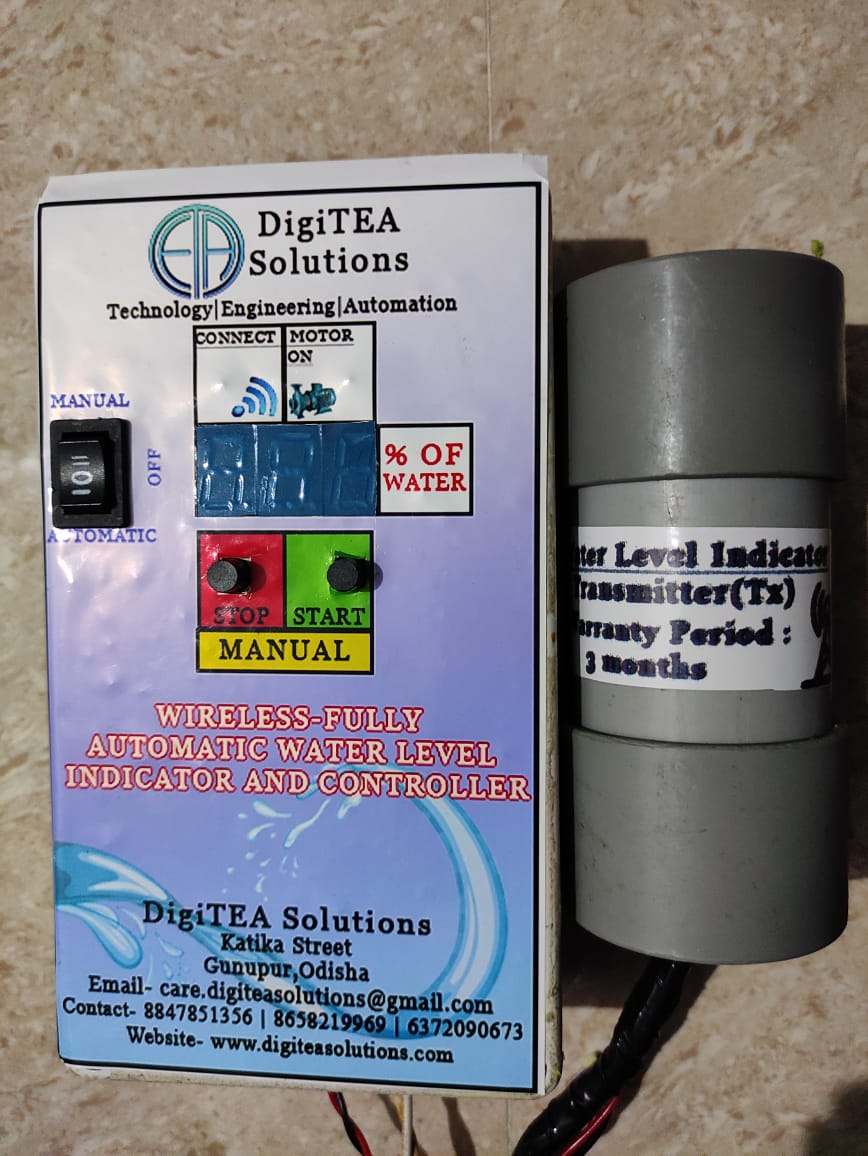 DigiTEA
Solutions
Technology|Engineering|Automation
CONNECT
MOTOR
ON
MANUAL
OFF
AUTOMATIC
% OF
WATER
STOP
START
MANUAL
WIRELESS-FULLY
AUTOMATIC WATER LEVEL
INDICATOR AND CONTROLLER
DigiTEA Solutions
Katika Street
Gunupur,Odisha
Email- care.digiteasolutions@gmail.com
Contact- 8847851356 | 8658219969 | 6372090673
Website- www.digiteasolutions.com
ater Level Indicator
Transmitter(Tx)
arranty Period :
3 months